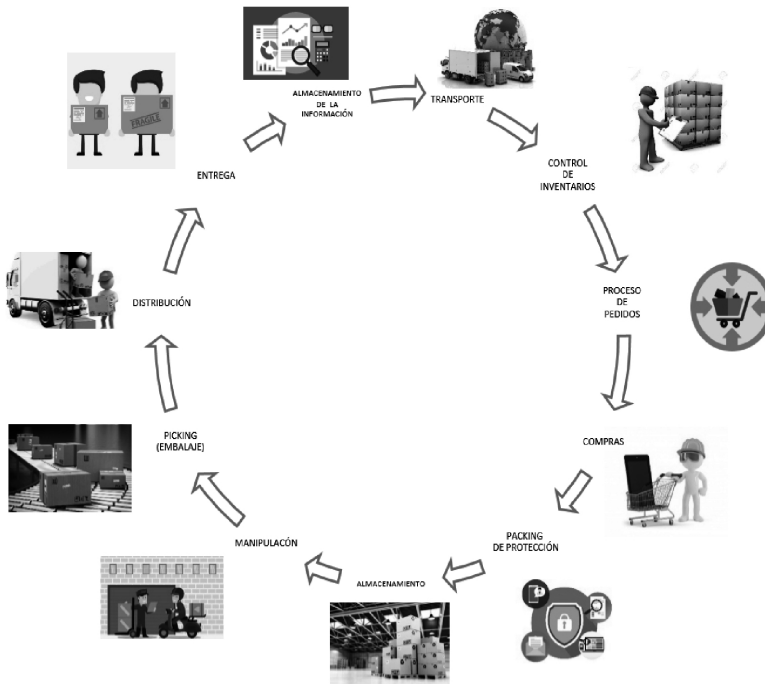 ALMACENAMIENTO
DE LA
INFORMACIÓN
TRANSPORTE
CONTROL
DE
INVENTARIOS
PROCESO
DE
PEDIDOS
COMPRAS
PACKING
DE PROTECCIÓN
ALMACENAMIENTO
MANIPULACÓN
PICKING
(EMBALAJE)
DISTRIBUCIÓN
ENTREGA
FRAGILE